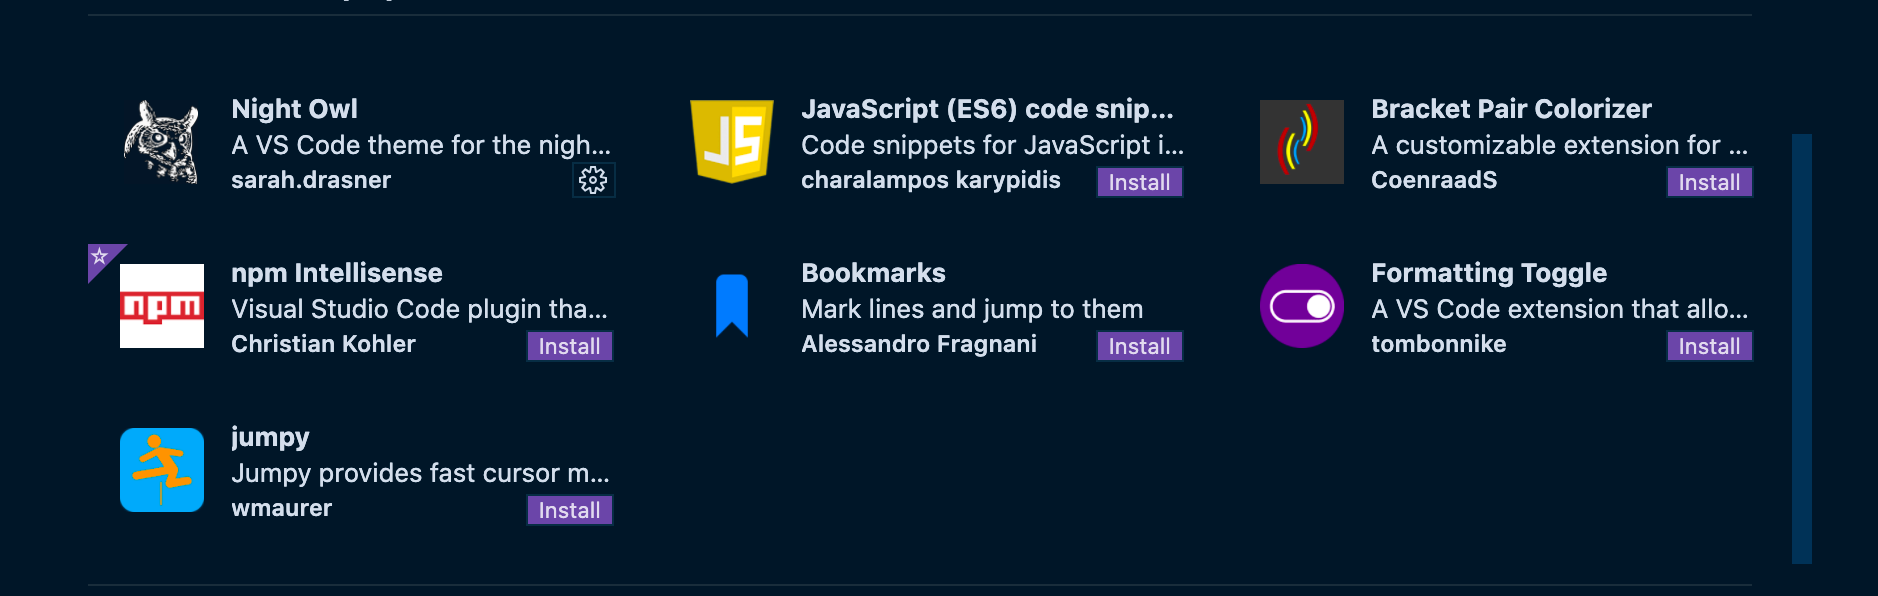 Night Owl
A VS Code theme for the nigh...
sarah.drasner
JS
JavaScript (ES6) code snip...
Code snippets for JavaScript i...
charalampos karypidis
Install
Bracket Pair Colorizer
A customizable extension for ...
CoenraadS
Install
npm
npm Intellisense
Visual Studio Code plugin tha...
Christian Kohler
Install
Bookmarks
Mark lines and jump to them
Alessandro Fragnani
Install
Formatting Toggle
A VS Code extension that allo...
tombonnike
Install
jumpy
Jumpy provides fast cursor m...
wmaurer
Install